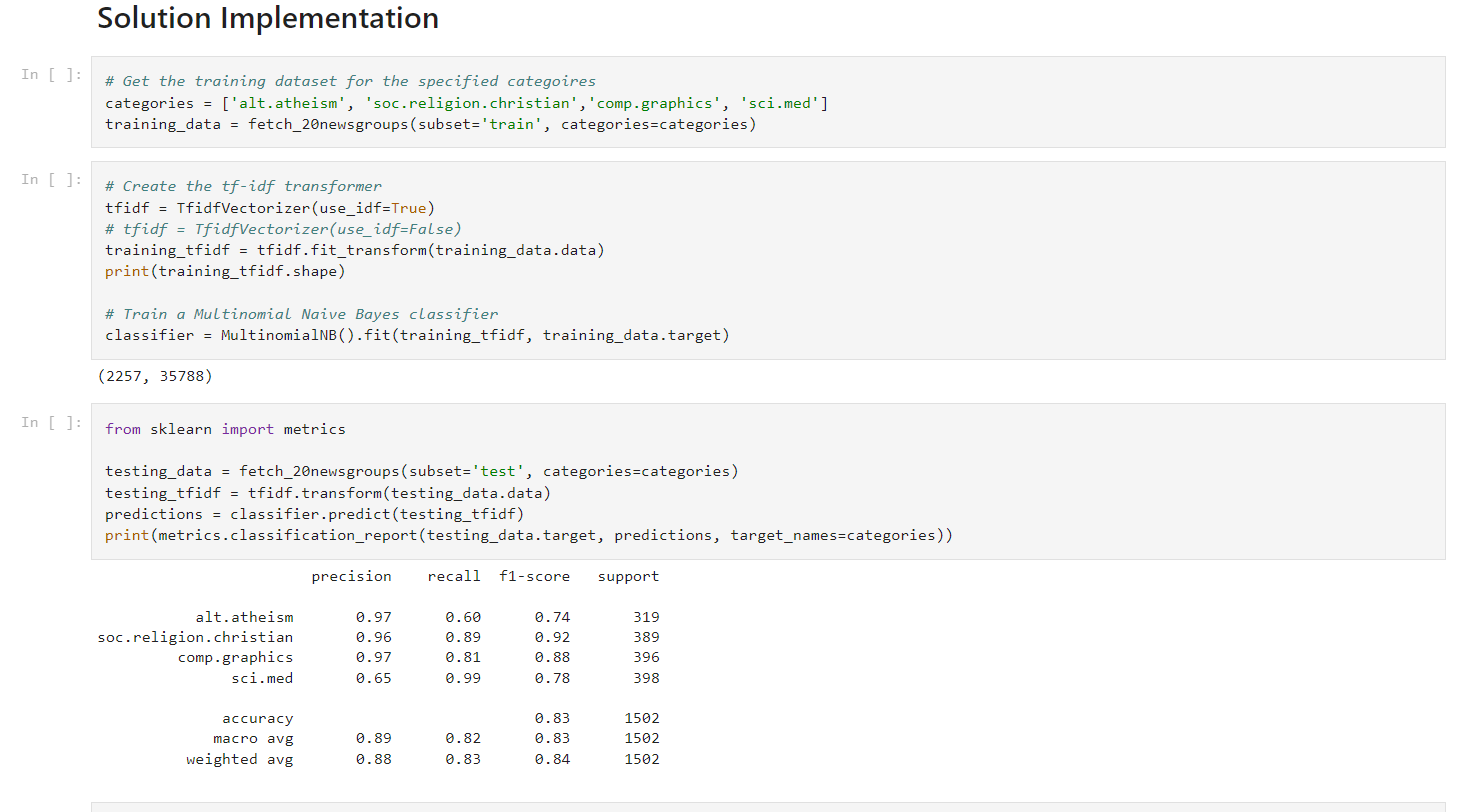 Solution Implementation
In [ ]:
# Get the training dataset for the specified categoires
categories = ['alt.atheism', 'soc.religion.christian','comp.graphics', 'sci.med']
training_data = fetch_20newsgroups(subset='train', categories=categories)
In [ ]:
# Create the tf-idf transformer
tfidf = TfidfVectorizer(use_idf=True)
# tfidf = TfidfVectorizer(use_idf=False)
training_tfidf = tfidf.fit_transform(training_data.data)
print(training_tfidf.shape)
# Train a Multinomial Naive Bayes classifier
classifier = MultinomialNB().fit(training_tfidf, training_data.target)
(2257, 35788)
In [ ]:
from sklearn import metrics
testing_data = fetch_20newsgroups(subset='test', categories=categories)
testing_tfidf = tfidf.transform(testing_data.data)
predictions = classifier.predict(testing_tfidf)
print(metrics.classification_report(testing_data.target, predictions, target_names=categories))
precision recall f1-score support
alt.atheism 0.97 0.60 0.74 319
soc.religion.christian 0.96 0.89 0.92 389
comp.graphics 0.97 0.81 0.88 396
sci.med 0.65 0.99 0.78 398
accuracy 0.83 1502
macro avg 0.89 0.82 0.83 1502
weighted avg 0.88 0.83 0.84 1502